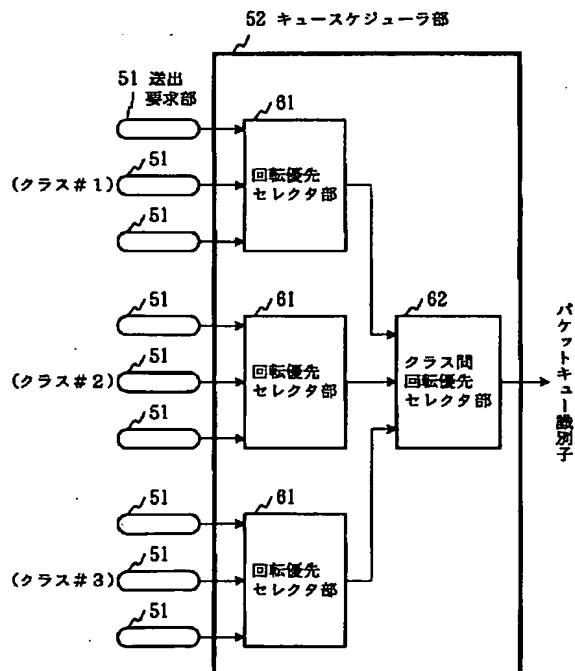 52 キュースケジューラ部
51 送出
要求部
61
回転優先
セレクタ部
(クラス#1)
51
51
51
61
回転優先
セレクタ部
(クラス#2)
51
51
62
クラス間
回転優先
セレクタ部
パケットキュー識別子
51
61
回転優先
セレクタ部
(クラス#3)
51
51